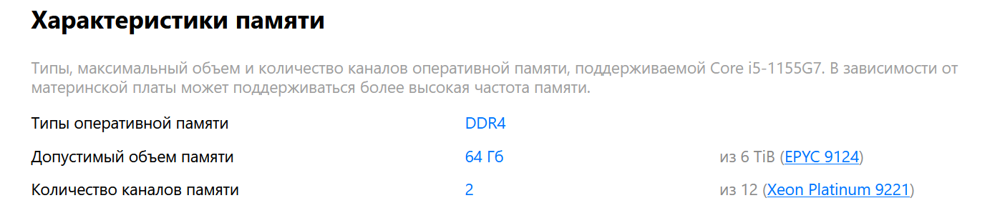 Характеристики памяти
Типы, максимальный объем и количество каналов оперативной памяти, поддерживаемой Core i5-1155G7. В зависимости от
материнской платы может поддерживаться более высокая частота памяти.
Типы оперативной памяти DDR4
Допустимый объем памяти 64 Гб из 6 TiB (EPYC 9124)
Количество каналов памяти 2 из 12 (Xeon Platinum 9221)